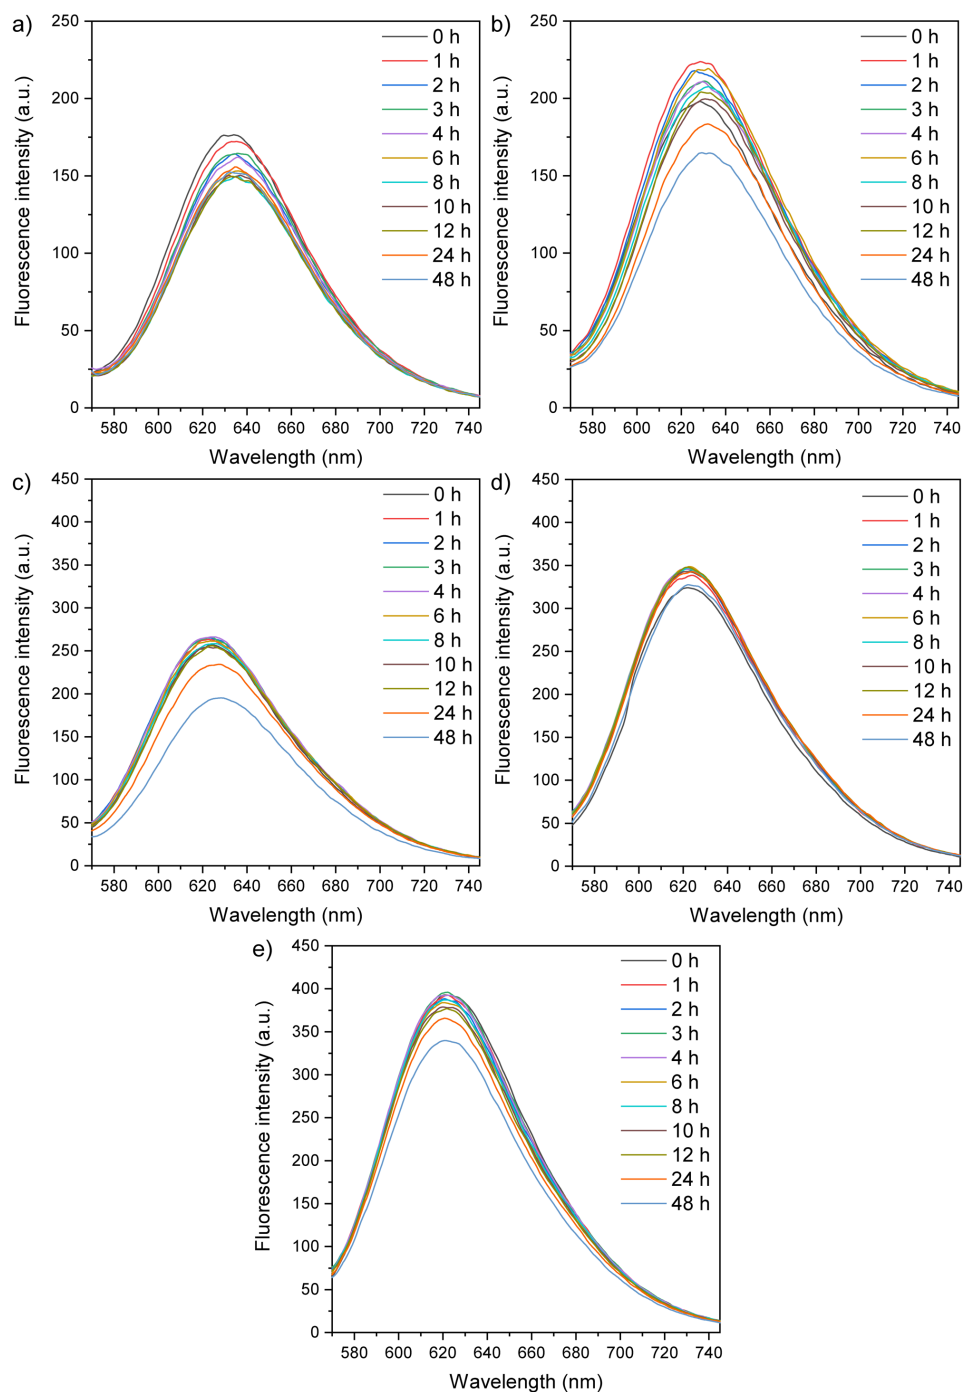 a)
Fluorescence intensity (a.u.)
250
200
150
100
50
0
0 h
1 h
2 h
3 h
4 h
6 h
8 h
10 h
12 h
24 h
48 h
580 600 620 640 660 680 700 720 740
Wavelength (nm)
b)
Fluorescence intensity (a.u.)
250
200
150
100
50
0
0 h
1 h
2 h
3 h
4 h
6 h
8 h
10 h
12 h
24 h
48 h
580 600 620 640 660 680 700 720 740
Wavelength (nm)
c)
Fluorescence intensity (a.u.)
450
400
350
300
250
200
150
100
50
0
0 h
1 h
2 h
3 h
4 h
6 h
8 h
10 h
12 h
24 h
48 h
580 600 620 640 660 680 700 720 740
Wavelength (nm)
d)
Fluorescence intensity (a.u.)
450
400
350
300
250
200
150
100
50
0
0 h
1 h
2 h
3 h
4 h
6 h
8 h
10 h
12 h
24 h
48 h
580 600 620 640 660 680 700 720 740
Wavelength (nm)
e)
Fluorescence intensity (a.u.)
450
400
350
300
250
200
150
100
50
0
0 h
1 h
2 h
3 h
4 h
6 h
8 h
10 h
12 h
24 h
48 h
580 600 620 640 660 680 700 720 740
Wavelength (nm)